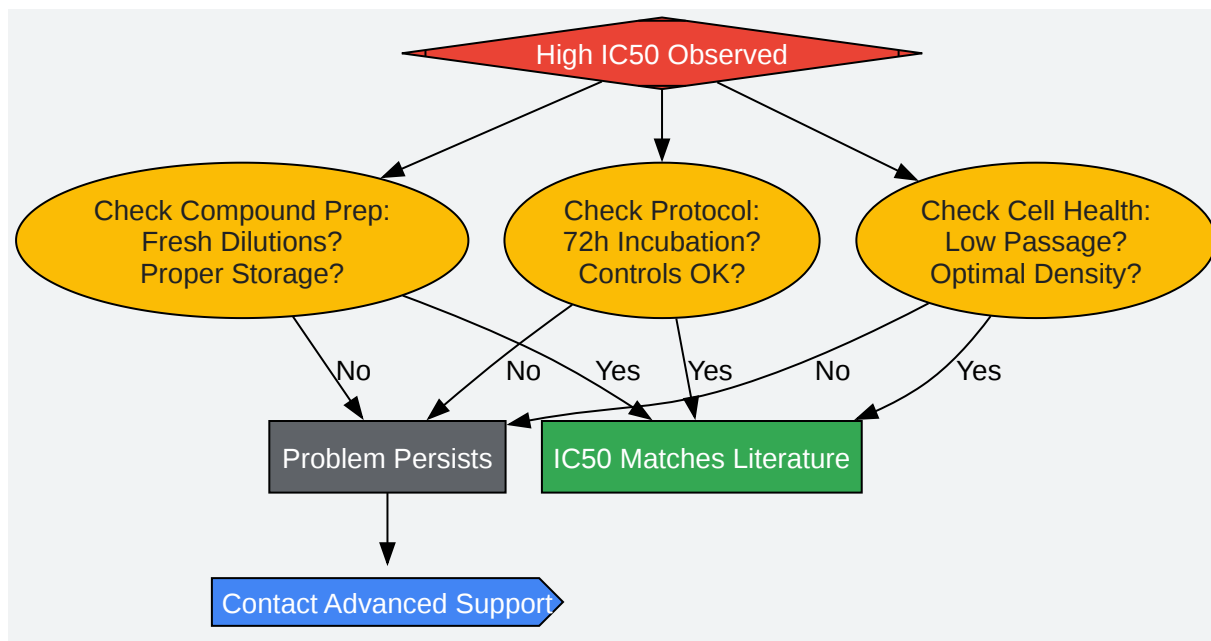 High IC50 Observed
Check Compound Prep:
Fresh Dilutions?
Proper Storage?
Check Protocol:
72h Incubation?
Controls OK?
Check Cell Health:
Low Passage?
Optimal Density?
No
No
Yes
Yes
No
Yes
Problem Persists
IC50 Matches Literature
Contact Advanced Support